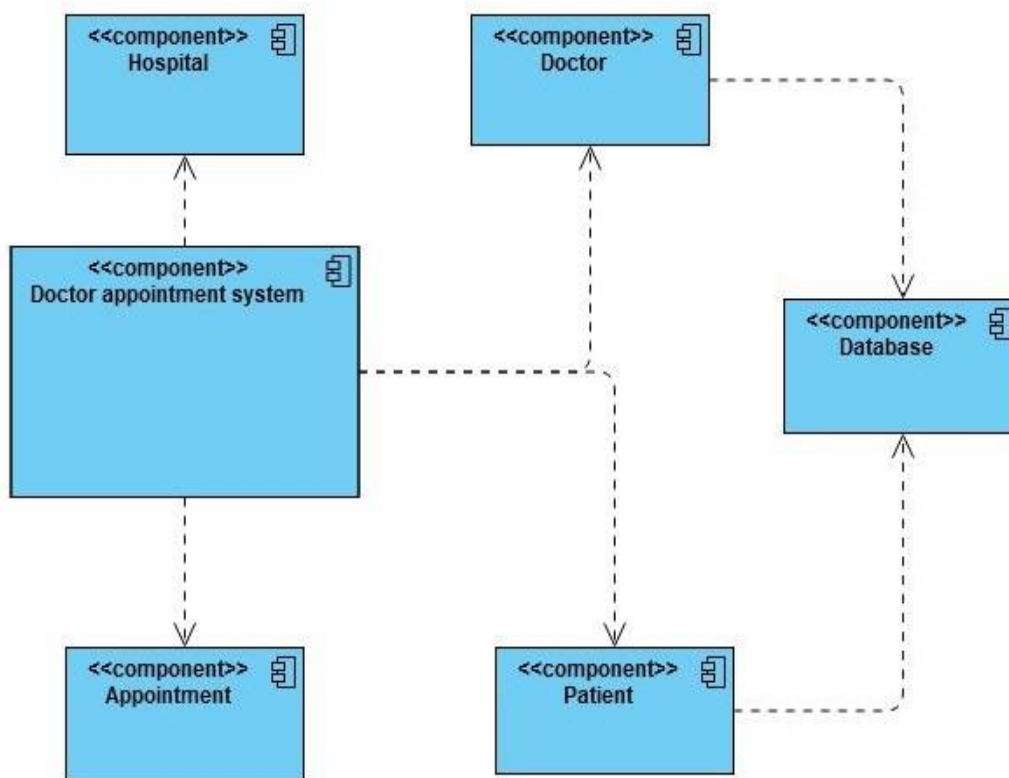 <<component>>
Hospital
<<component>>
Doctor
<<component>>
Doctor appointment system
<<component>>
Database
<<component>>
Appointment
<<component>>
Patient